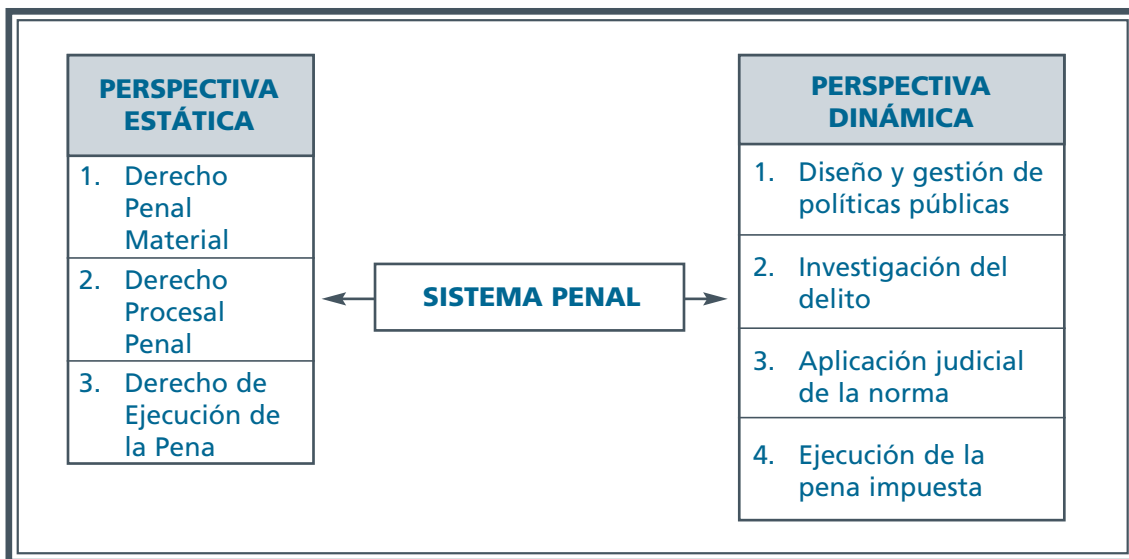 PERSPECTIVA
ESTÁTICA
1. Derecho
Penal
Material
2. Derecho
Procesal
Penal
3. Derecho de
Ejecución de
la Pena
SISTEMA PENAL
PERSPECTIVA
DINÁMICA
1. Diseño y gestión de
políticas públicas
2. Investigación del
delito
3. Aplicación judicial
de la norma
4. Ejecución de la
pena impuesta